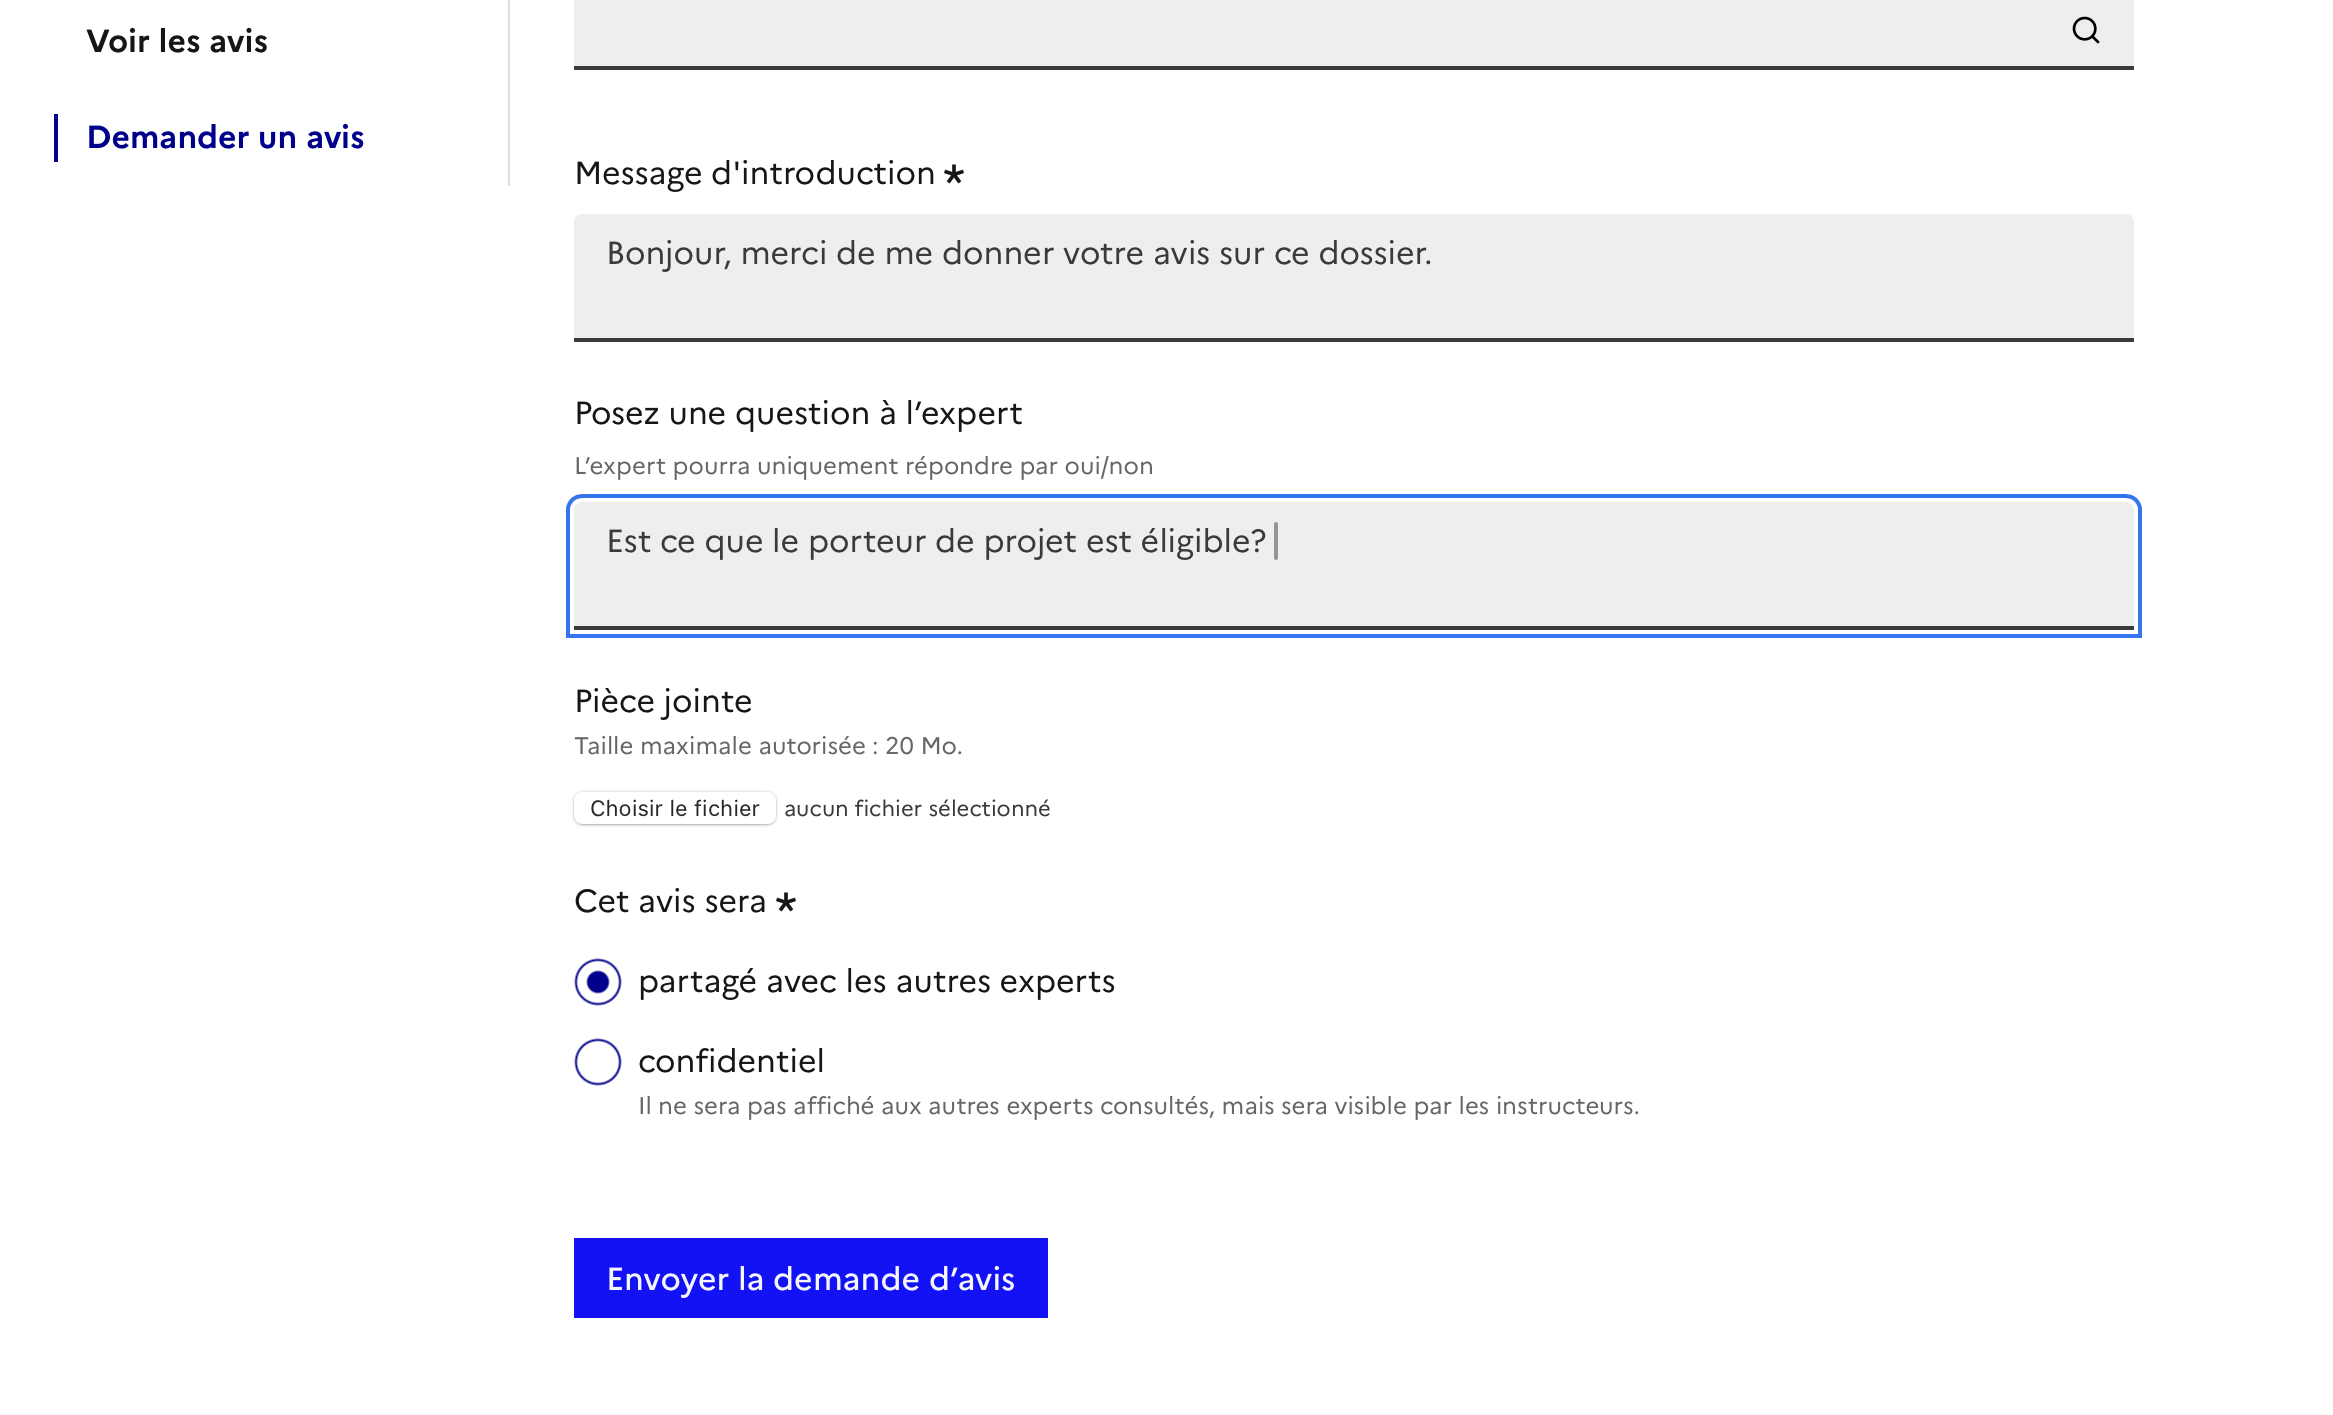 Voir les avis
Demander un avis
Message d'introduction *
Bonjour, merci de me donner votre avis sur ce dossier.
Posez une question à l’expert
L’expert pourra uniquement répondre par oui/non
Est ce que le porteur de projet est éligible?
Pièce jointe
Taille maximale autorisée : 20 Mo.
Choisir le fichier aucun fichier sélectionné
Cet avis sera *
partagé avec les autres experts
confidentiel
Il ne sera pas affiché aux autres experts consultés, mais sera visible par les instructeurs.
Envoyer la demande d’avis